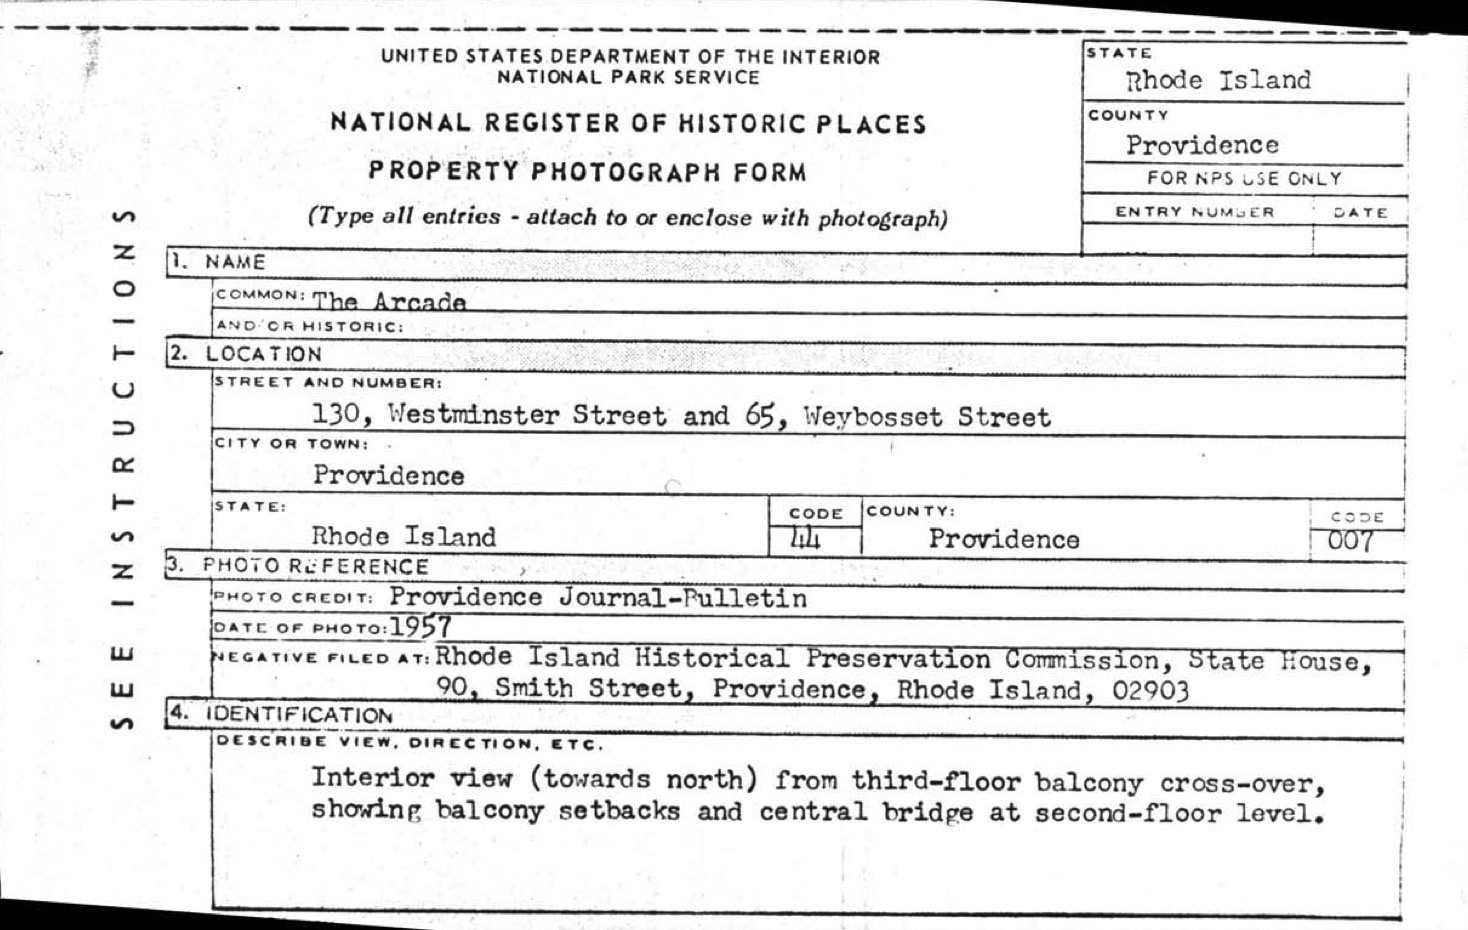 UNITED STATES DEPARTMENT OF THE INTERIOR
NATIONAL PARK SERVICE
NATIONAL REGISTER OF HISTORIC PLACES
PROPERTY PHOTOGRAPH FORM
(Type all entries - attach to or enclose with photograph)
STATE
Rhode Island
COUNTY
Providence
FOR NPS USE ONLY
ENTRY NUMBER DATE
SEE INSTRUCTIONS
1. NAME
COMMON: The Arcade
AND/OR HISTORIC:
2. LOCATION
STREET AND NUMBER:
130, Westminster Street and 65, Weybosset Street
CITY OR TOWN:
Providence
STATE: CODE COUNTY: CODE
Rhode Island 44 Providence 007
3. PHOTO REFERENCE
PHOTO CREDIT: Providence Journal-Bulletin
DATE OF PHOTO: 1957
NEGATIVE FILED AT: Rhode Island Historical Preservation Commission, State House,
90, Smith Street, Providence, Rhode Island, 02903
4. IDENTIFICATION
DESCRIBE VIEW, DIRECTION, ETC.
Interior view (towards north) from third-floor balcony cross-over,
showing balcony setbacks and central bridge at second-floor level.